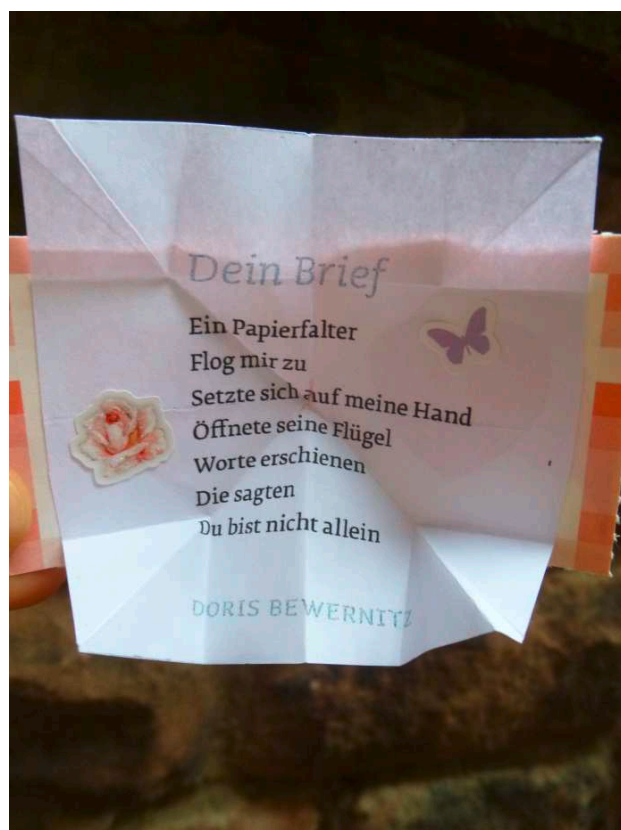 Dein Brief
Ein Papierfalter
Flog mir zu
Setzte sich auf meine Hand
Öffnete seine Flügel
Worte erschienen
Die sagten
Du bist nicht allein
DORIS BEWERNITZ